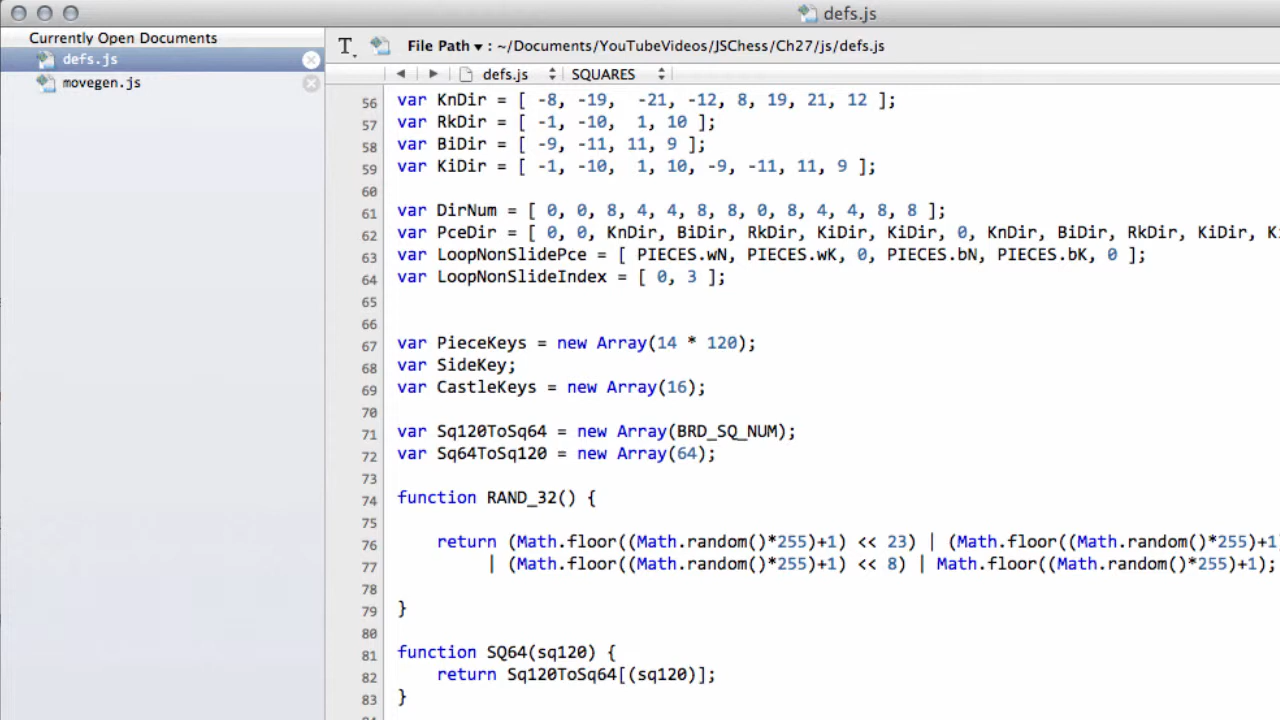 defs.js
Currently Open Documents
defs.js
movegen.js
T. File Path ▾ : ~/Documents/YouTubeVideos/JSChess/Ch27/js/defs.js
defs.js SQUARES
56 var KnDir = [ -8, -19, -21, -12, 8, 19, 21, 12 ];
57 var RkDir = [ -1, -10, 1, 10 ];
58 var BiDir = [ -9, -11, 11, 9 ];
59 var KiDir = [ -1, -10, 1, 10, -9, -11, 11, 9 ];
60
61 var DirNum = [ 0, 0, 8, 4, 4, 8, 8, 0, 8, 4, 4, 8, 8 ];
62 var PceDir = [ 0, 0, KnDir, BiDir, RkDir, KiDir, KiDir, 0, KnDir, BiDir, RkDir, KiDir, Ki
63 var LoopNonSlidePce = [ PIECES.wN, PIECES.wK, 0, PIECES.bN, PIECES.bK, 0 ];
64 var LoopNonSlideIndex = [ 0, 3 ];
65
66
67 var PieceKeys = new Array(14 * 120);
68 var SideKey;
69 var CastleKeys = new Array(16);
70
71 var Sq120ToSq64 = new Array(BRD_SQ_NUM);
72 var Sq64ToSq120 = new Array(64);
73
74 function RAND_32() {
75
76 return (Math.floor((Math.random()*255)+1) << 23) | (Math.floor((Math.random()*255)+1
77 | (Math.floor((Math.random()*255)+1) << 8) | Math.floor((Math.random()*255)+1);
78
79 }
80
81 function SQ64(sq120) {
82 return Sq120ToSq64[(sq120)];
83 }